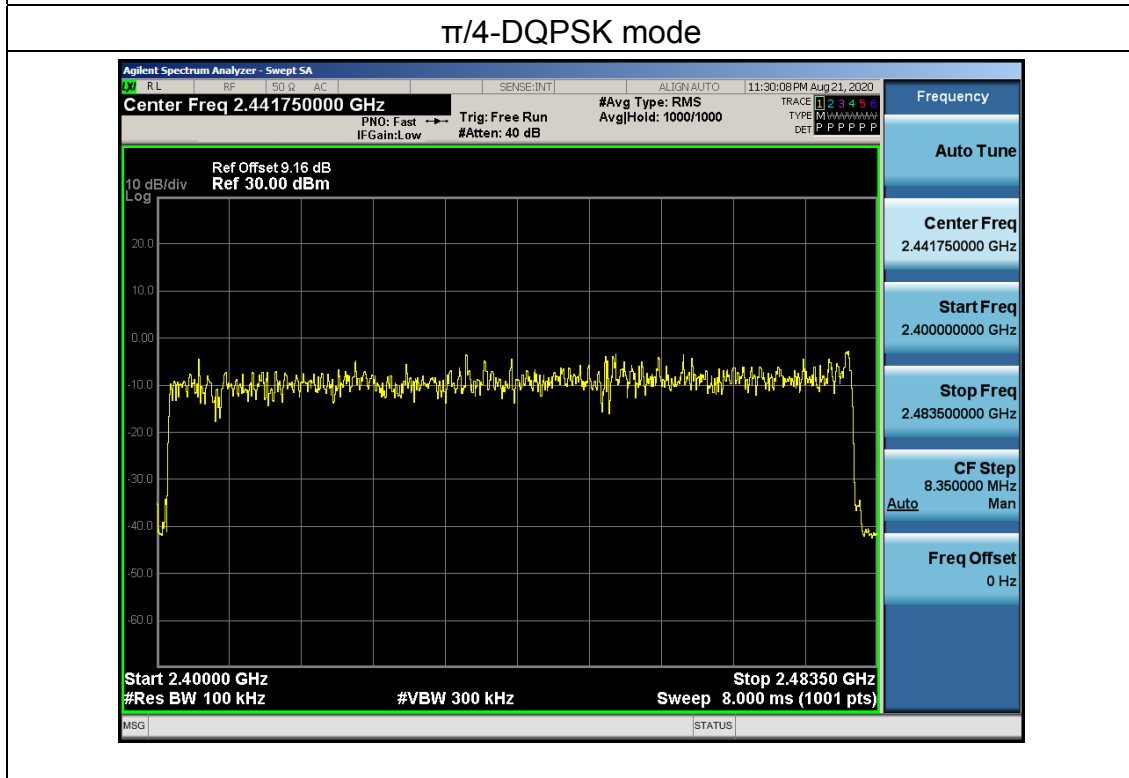 π/4-DQPSK mode
Agilent Spectrum Analyzer - Swept SA
LXI RL RF 50 Ω AC SENSE:INT ALIGN AUTO 11:30:08 PM Aug 21, 2020
Center Freq 2.441750000 GHz
PNO: Fast
IFGain:Low
Trig: Free Run
#Atten: 40 dB
#Avg Type: RMS
Avg|Hold: 1000/1000
TRACE 1 2 3 4 5 6
TYPE M WWWWW
DET P P P P P P
Frequency
Auto Tune
Center Freq
2.441750000 GHz
Start Freq
2.400000000 GHz
Stop Freq
2.483500000 GHz
CF Step
8.350000 MHz
Auto Man
Freq Offset
0 Hz
Ref Offset 9.16 dB
10 dB/div Ref 30.00 dBm
Log
20.0
10.0
0.00
-10.0
-20.0
-30.0
-40.0
-50.0
-60.0
Start 2.40000 GHz Stop 2.48350 GHz
#Res BW 100 kHz #VBW 300 kHz Sweep 8.000 ms (1001 pts)
MSG STATUS